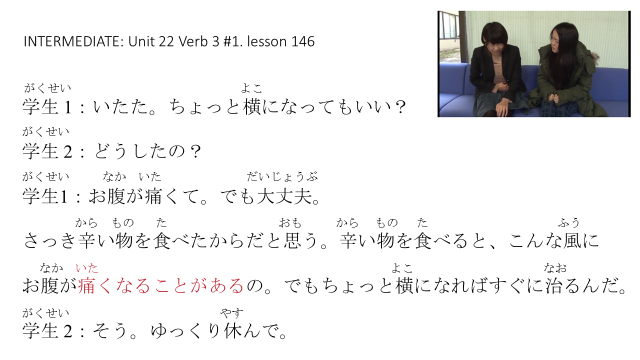 INTERMEDIATE: Unit 22 Verb 3 #1. lesson 146
がくせい よこ
学生 1：いたた。ちょっと横になってもいい？
がくせい
学生 2：どうしたの？
がくせい なか いた だいじょうぶ
学生1：お腹が痛くて。でも大丈夫。
から もの た おも から もの た ふう
さっき辛い物を食べたからだと思う。辛い物を食べると、こんな風に
なか いた よこ なお
お腹が痛くなることがあるの。でもちょっと横になればすぐに治るんだ。
がくせい やす
学生 2：そう。ゆっくり休んで。